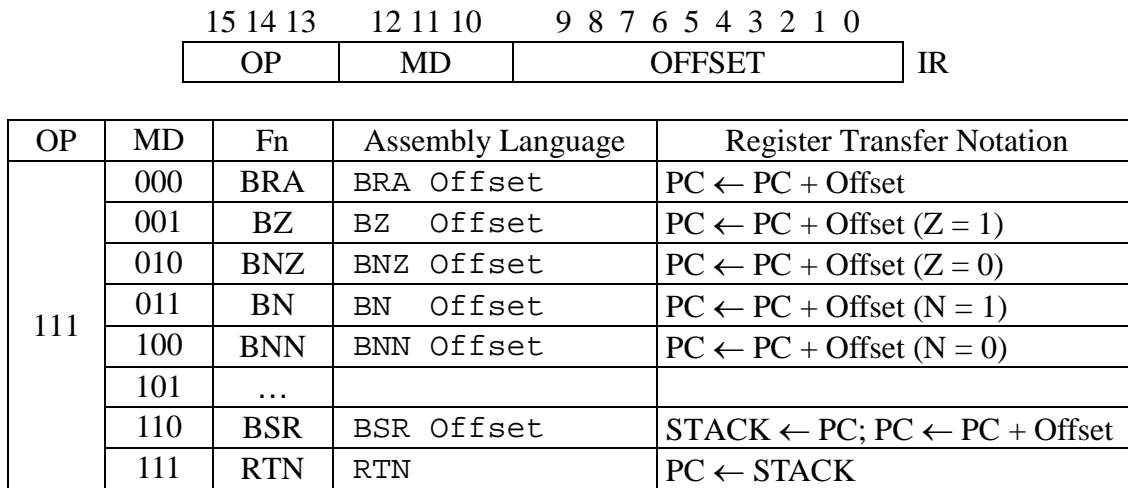 15 14 13 12 11 10 9 8 7 6 5 4 3 2 1 0
OP MD OFFSET IR
OP MD Fn Assembly Language Register Transfer Notation
000 BRA BRA Offset PC ← PC + Offset
001 BZ BZ Offset PC ← PC + Offset (Z = 1)
010 BNZ BNZ Offset PC ← PC + Offset (Z = 0)
011 BN BN Offset PC ← PC + Offset (N = 1)
111
100 BNN BNN Offset PC ← PC + Offset (N = 0)
101 …
110 BSR BSR Offset STACK ← PC; PC ← PC + Offset
111 RTN RTN PC ← STACK